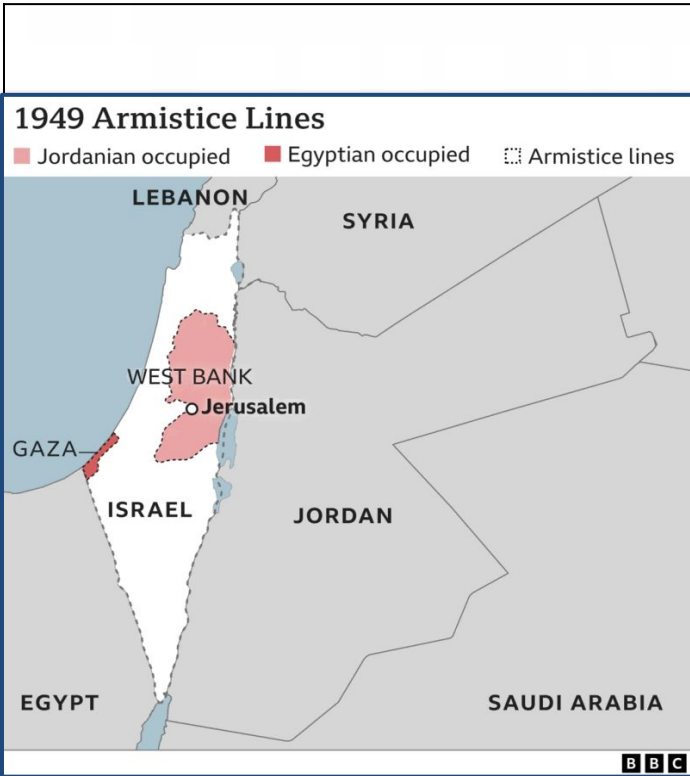 1949 Armistice Lines
Jordanian occupied
Egyptian occupied
Armistice lines
LEBANON
SYRIA
WEST BANK
Jerusalem
GAZA
ISRAEL
JORDAN
EGYPT
SAUDI ARABIA
BBC